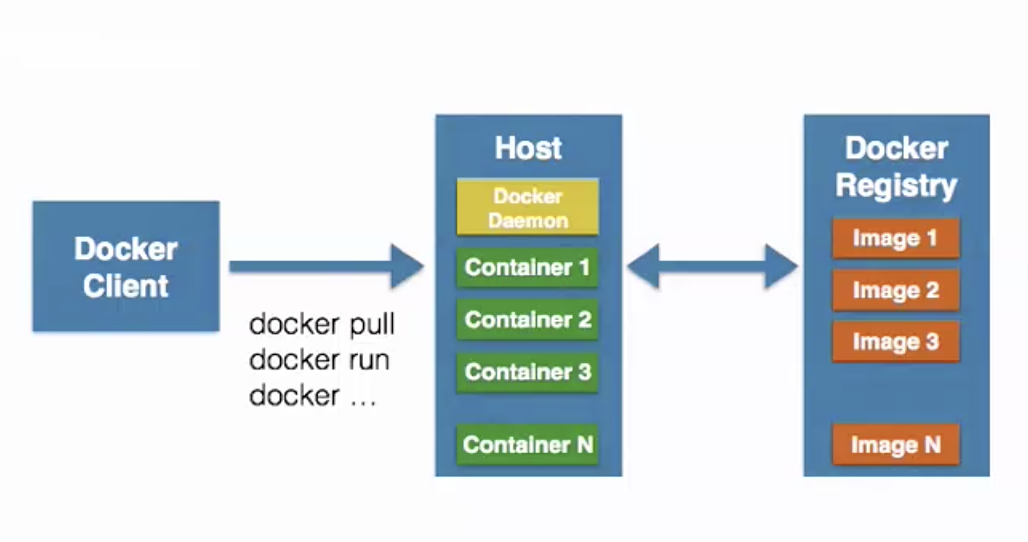 Docker
Client
docker pull
docker run
docker ...
Host
Docker
Daemon
Container 1
Container 2
Container 3
Container N
Docker
Registry
Image 1
Image 2
Image 3
Image N